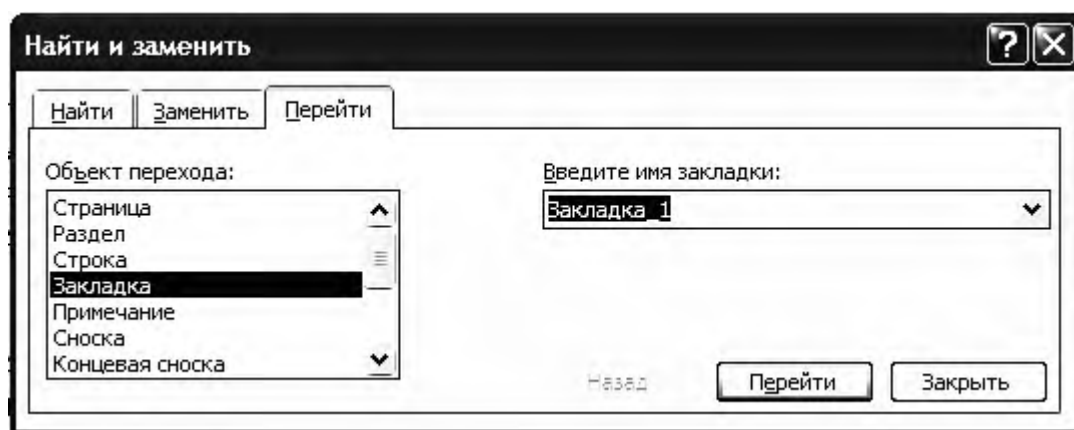 Найти и заменить
Найти Заменить Перейти
Объект перехода:
Страница
Раздел
Строка
Закладка
Примечание
Сноска
Концевая сноска
Введите имя закладки:
Закладка_1
Назад Перейти Закрыть